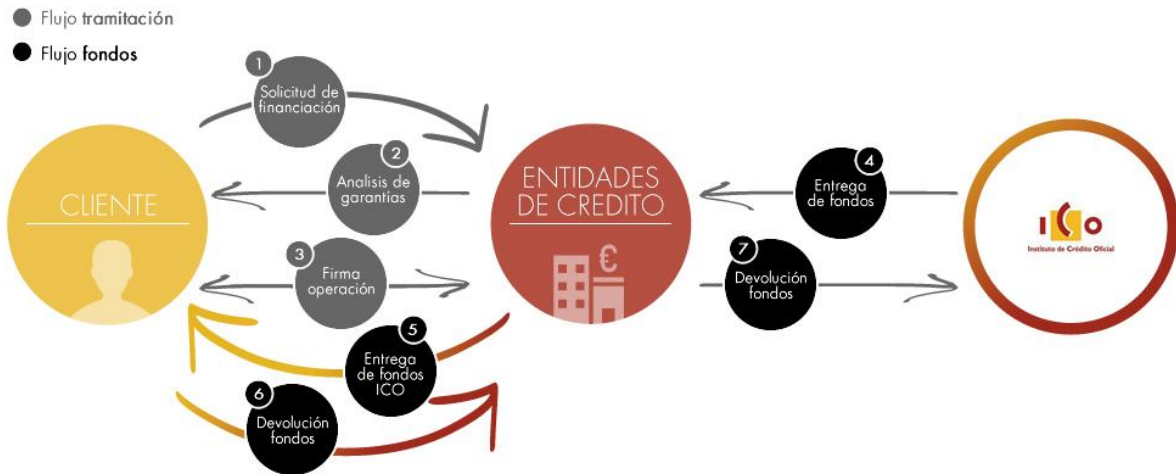 Flujo tramitación
Flujo fondos
1
Solicitud de
financiación
2
Analisis de
garantías
3
Firma
operación
CLIENTE
ENTIDADES
DE CREDITO
€
4
Entrega
de fondos
7
Devolución
fondos
ICO
Instituto de Crédito Oficial
5
Entrega
de fondos
ICO
6
Devolución
fondos